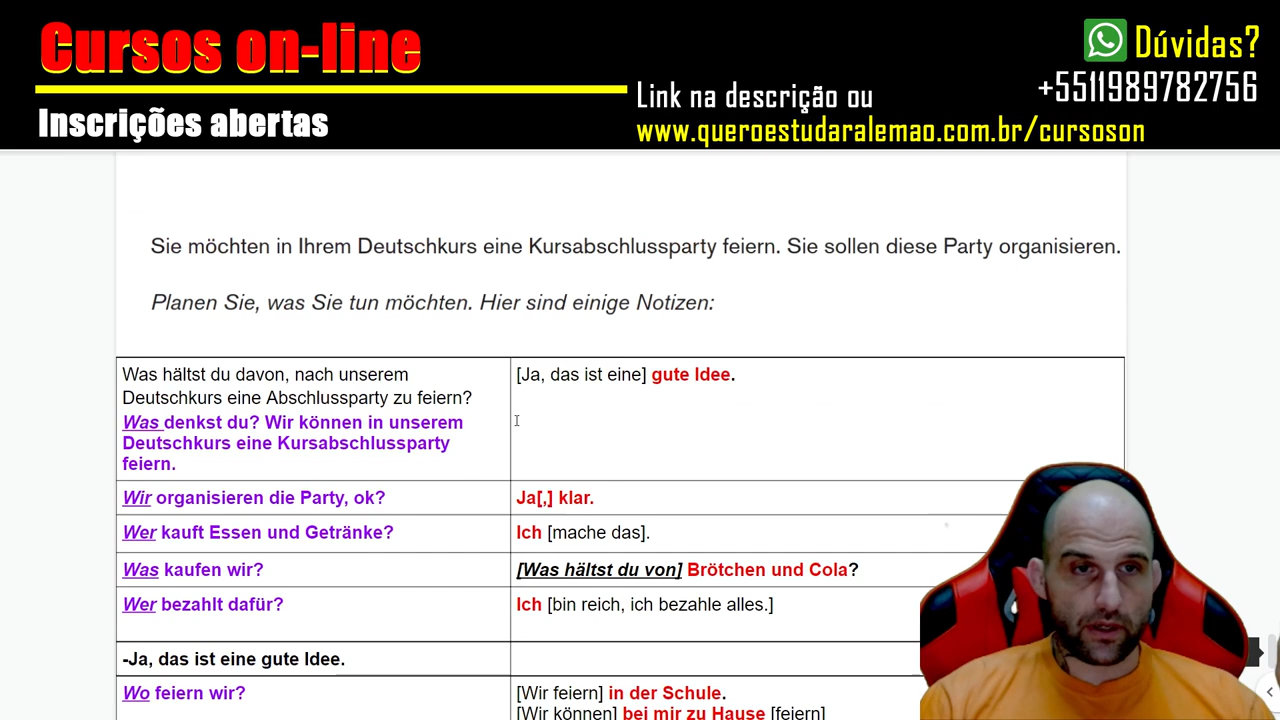 Cursos on-line
Inscrições abertas
Link na descrição ou
www.queroestudaralemao.com.br/cursoson
Dúvidas?
+5511989782756
Sie möchten in Ihrem Deutschkurs eine Kursabschlussparty feiern. Sie sollen diese Party organisieren.
Planen Sie, was Sie tun möchten. Hier sind einige Notizen:
Was hältst du davon, nach unserem
Deutschkurs eine Abschlussparty zu feiern?
Was denkst du? Wir können in unserem
Deutschkurs eine Kursabschlussparty
feiern.
[Ja, das ist eine] gute Idee.
Wir organisieren die Party, ok?
Ja[,] klar.
Wer kauft Essen und Getränke?
Ich [mache das].
Was kaufen wir?
[Was hältst du von] Brötchen und Cola?
Wer bezahlt dafür?
Ich [bin reich, ich bezahle alles.]
-Ja, das ist eine gute Idee.
Wo feiern wir?
[Wir feiern] in der Schule.
[Wir können] bei mir zu Hause [feiern]